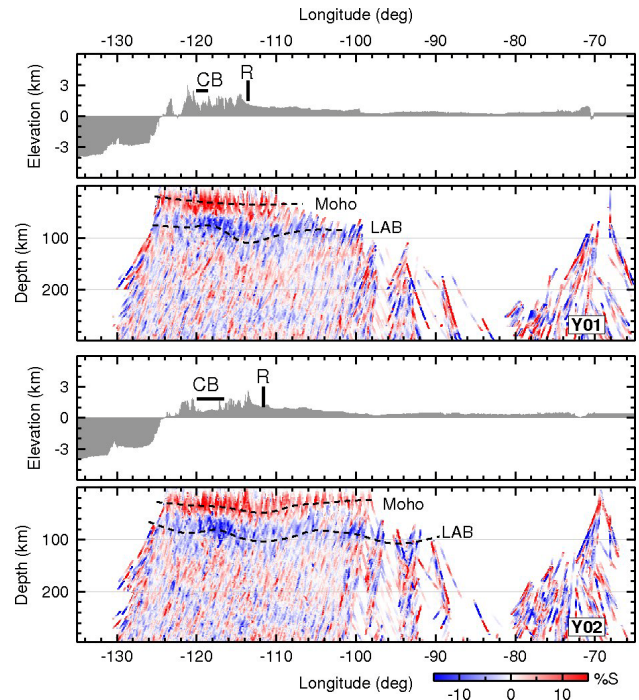 Longitude (deg)
-130 -120 -110 -100 -90 -80 -70
Elevation (km)
3
0
-3
CB
R
Depth (km)
100
200
Moho
LAB
Y01
Elevation (km)
3
0
-3
CB
R
Depth (km)
100
200
Moho
LAB
Y02
-130 -120 -110 -100 -90 -80 -70
Longitude (deg)
-10 0 10
%S